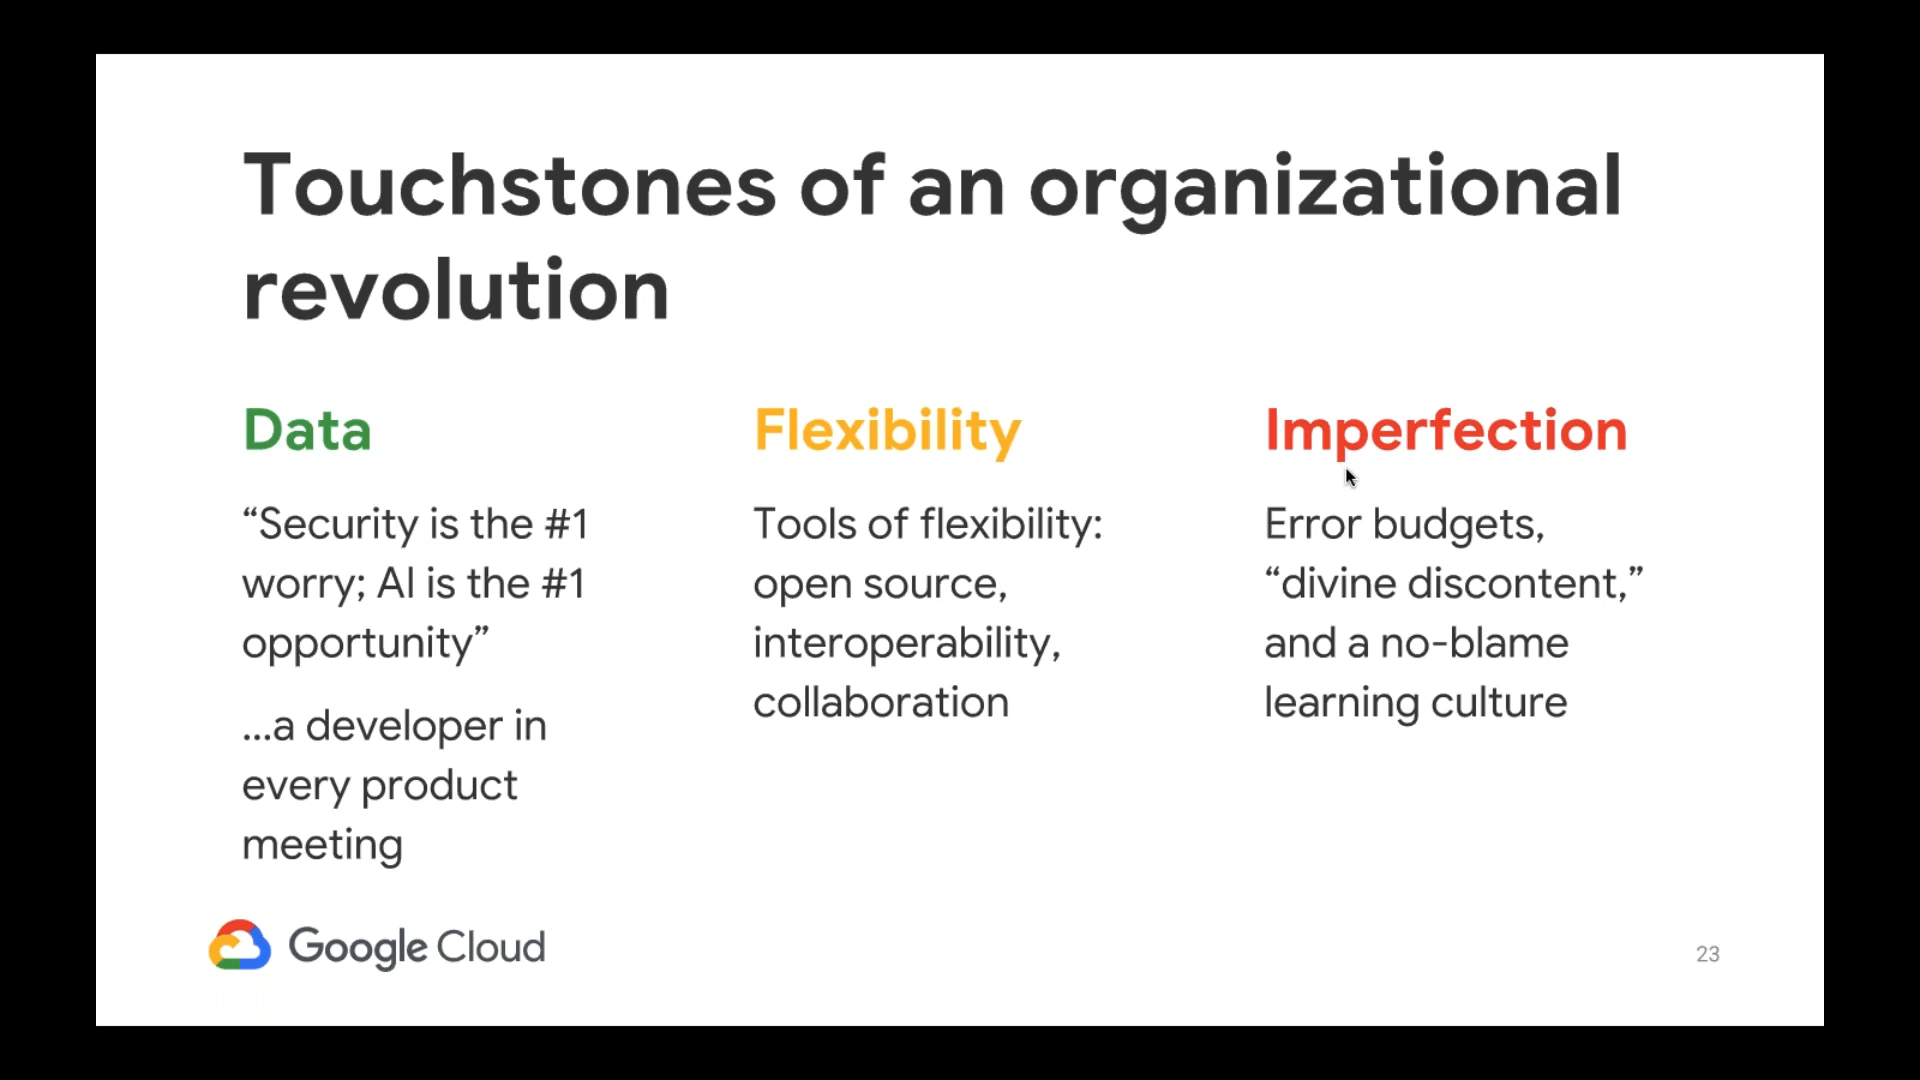 Touchstones of an organizational
revolution
Data
“Security is the #1
worry; AI is the #1
opportunity”
...a developer in
every product
meeting
Flexibility
Tools of flexibility:
open source,
interoperability,
collaboration
Imperfection
Error budgets,
“divine discontent,”
and a no-blame
learning culture
Google Cloud
23